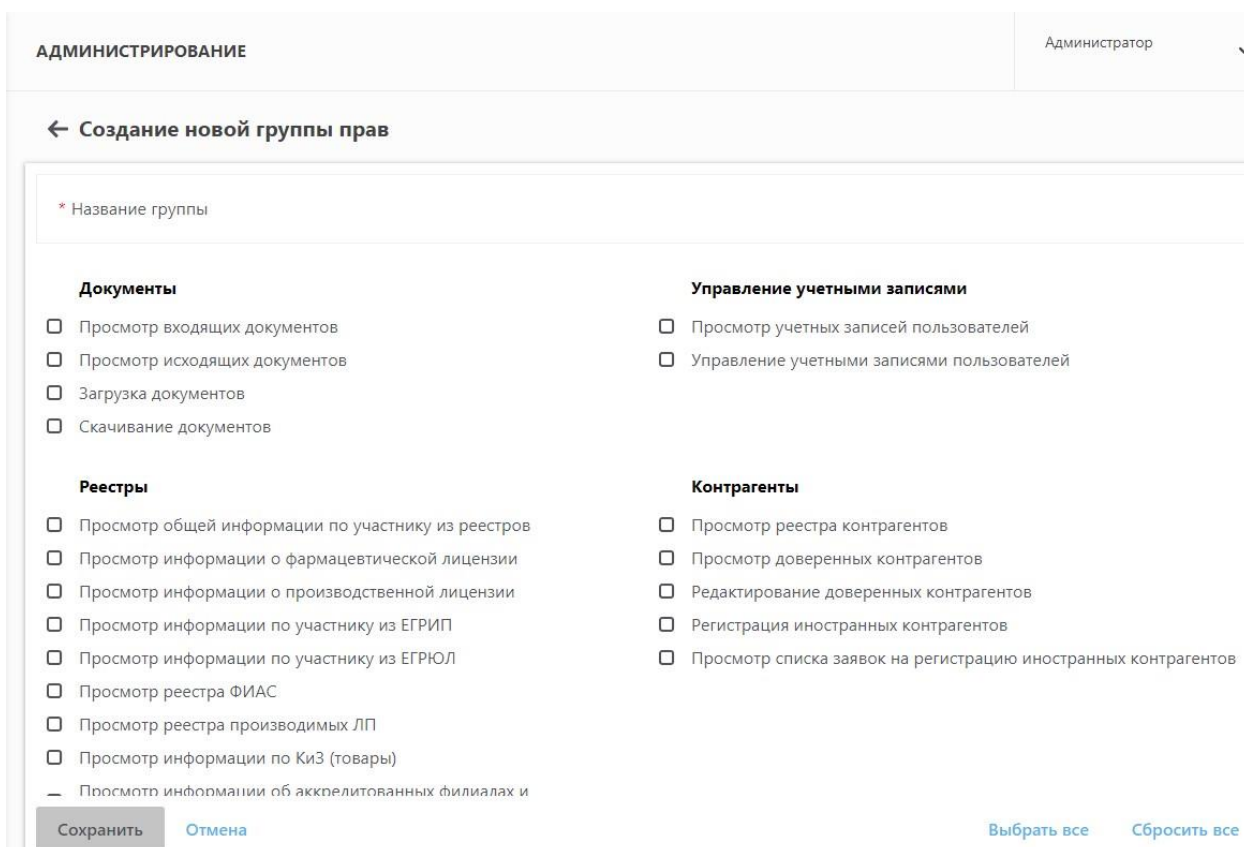 АДМИНИСТРИРОВАНИЕ
Администратор
Создание новой группы прав
* Название группы
Документы
Просмотр входящих документов
Просмотр исходящих документов
Загрузка документов
Скачивание документов
Управление учетными записями
Просмотр учетных записей пользователей
Управление учетными записями пользователей
Реестры
Просмотр общей информации по участнику из реестров
Просмотр информации о фармацевтической лицензии
Просмотр информации о производственной лицензии
Просмотр информации по участнику из ЕГРИП
Просмотр информации по участнику из ЕГРЮЛ
Просмотр реестра ФИАС
Просмотр реестра производимых ЛП
Просмотр информации по КиЗ (товары)
Просмотр информации об аккредитованных филиалах и
Контрагенты
Просмотр реестра контрагентов
Просмотр доверенных контрагентов
Редактирование доверенных контрагентов
Регистрация иностранных контрагентов
Просмотр списка заявок на регистрацию иностранных контрагентов
Сохранить
Отмена
Выбрать все
Сбросить все